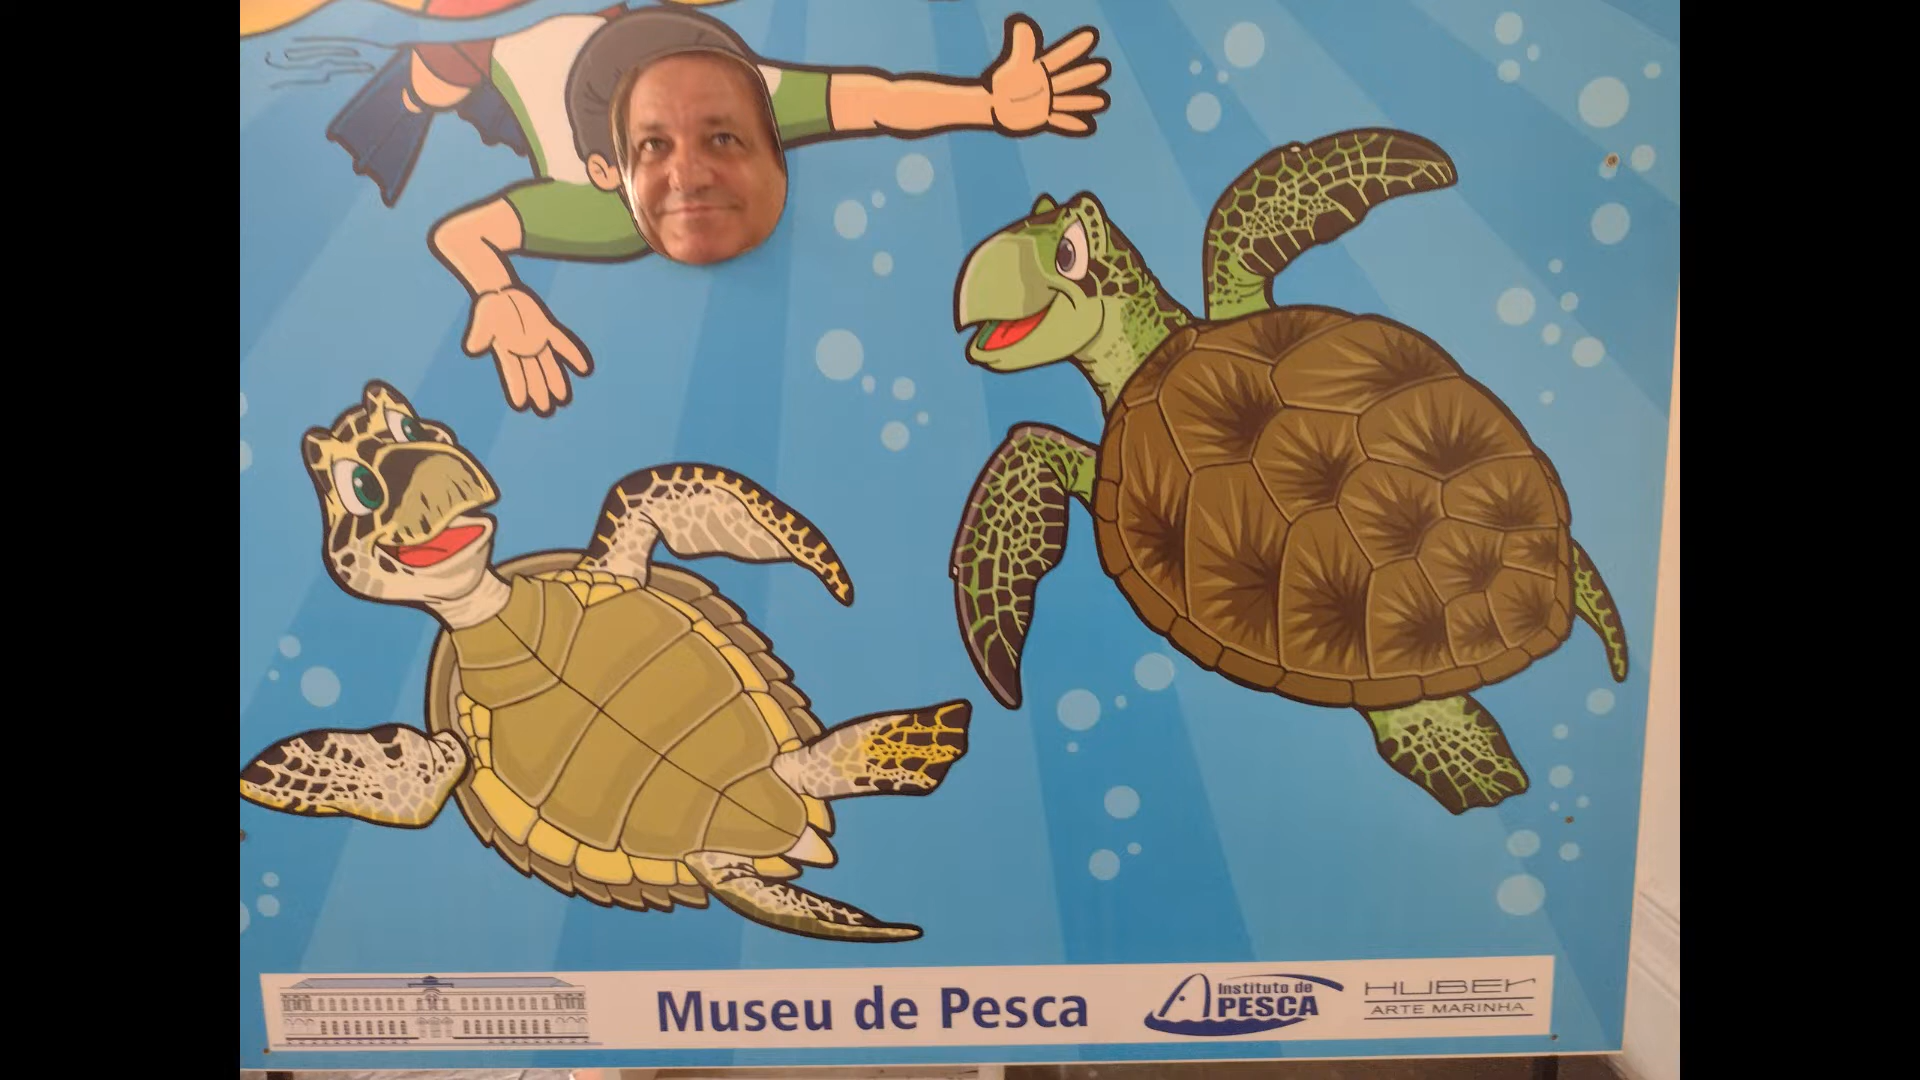 Museu de Pesca
Instituto de
PESCA
HUBER
ARTE MARINHA